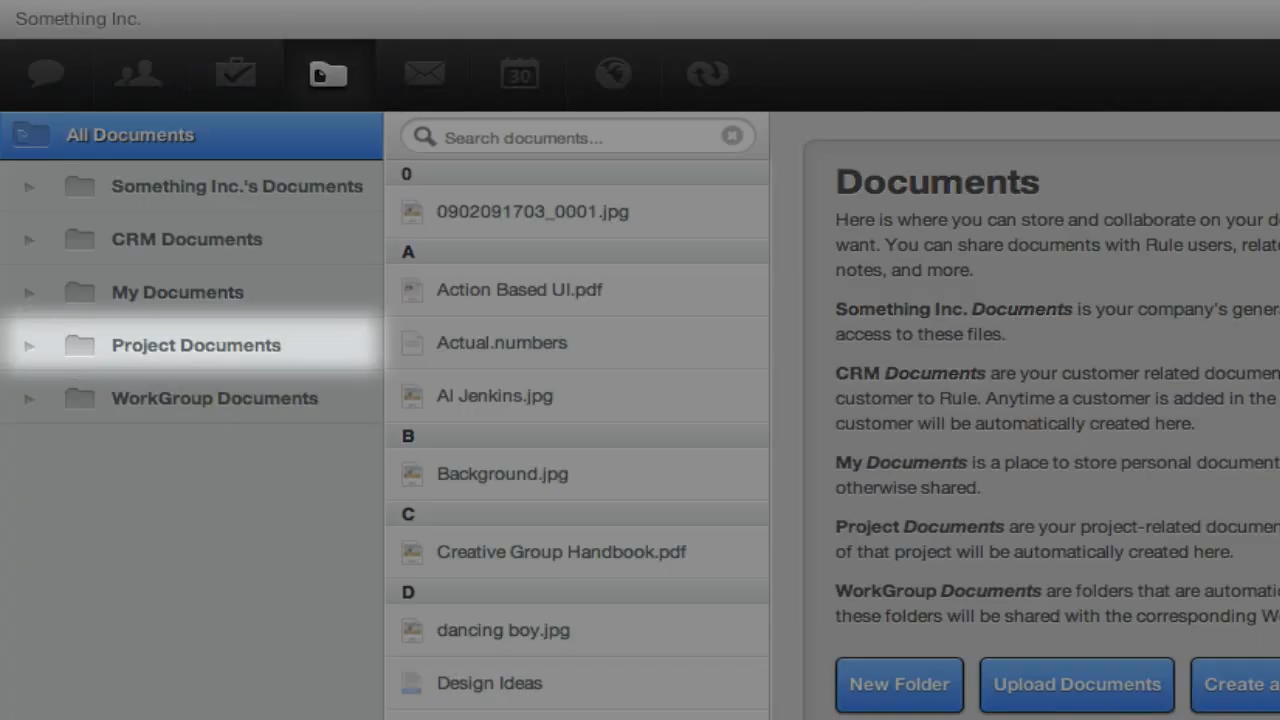 Something Inc.
30
All Documents
Something Inc.'s Documents
CRM Documents
My Documents
Project Documents
WorkGroup Documents
Search documents...
0
0902091703_0001.jpg
A
Action Based UI.pdf
Actual.numbers
Al Jenkins.jpg
B
Background.jpg
C
Creative Group Handbook.pdf
D
dancing boy.jpg
Design Ideas
Documents
Here is where you can store and collaborate on your d
want. You can share documents with Rule users, relate
notes, and more.
Something Inc. Documents is your company's genera
access to these files.
CRM Documents are your customer related document
customer to Rule. Anytime a customer is added in the
customer will be automatically created here.
My Documents is a place to store personal document
otherwise shared.
Project Documents are your project-related documen
of that project will be automatically created here.
WorkGroup Documents are folders that are automati
these folders will be shared with the corresponding Wo
New Folder
Upload Documents
Create a